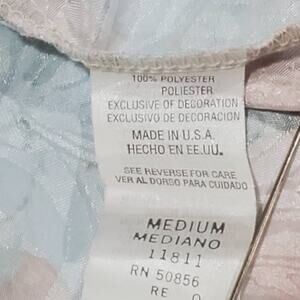 100% POLYESTER
POLIESTER
EXCLUSIVE OF DECORATION
EXCLUSIVO DE DECORACION
MADE IN U.S.A.
HECHO EN EE.UU.
SEE REVERSE FOR CARE
VER AL DORSO PARA CUIDADO
MEDIUM
MEDIANO
11811
RN 50856
RE O